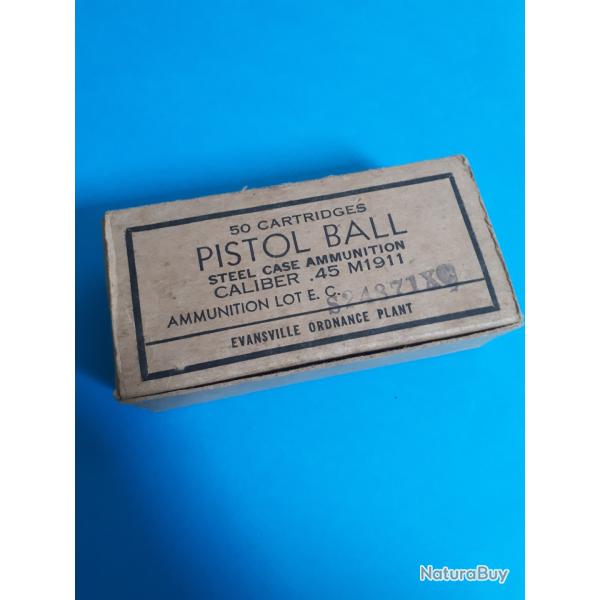 50 CARTRIDGES
PISTOL BALL
STEEL CASE AMMUNITION
CALIBER .45 M1911
AMMUNITION LOT E. C.
EVANSVILLE ORDNANCE PLANT
NaturaBuy